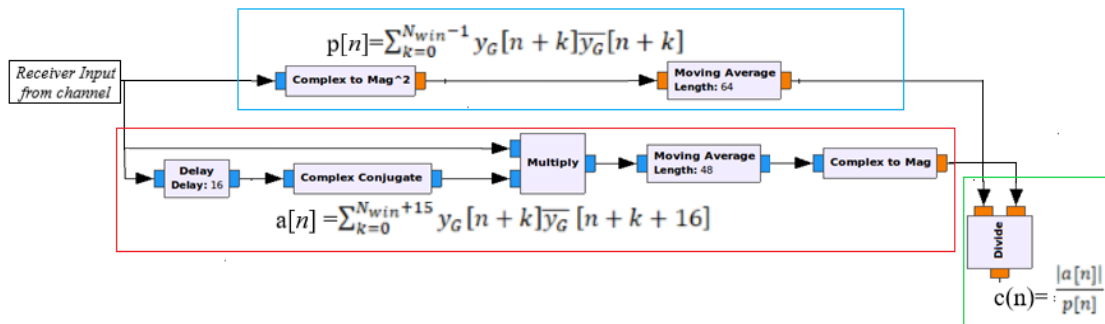 p[n]=∑_{k=0}^{N_{win}-1} y_G[n + k]\overline{y_G}[n + k]
Receiver Input
from channel
Complex to Mag^2
Moving Average
Length: 64
Delay
Delay: 16
Complex Conjugate
Multiply
Moving Average
Length: 48
Complex to Mag
a[n] =∑_{k=0}^{N_{win}+15} y_G[n + k]\overline{y_G} [n + k + 16]
Divide
c(n)= \frac{|a[n]|}{p[n]}